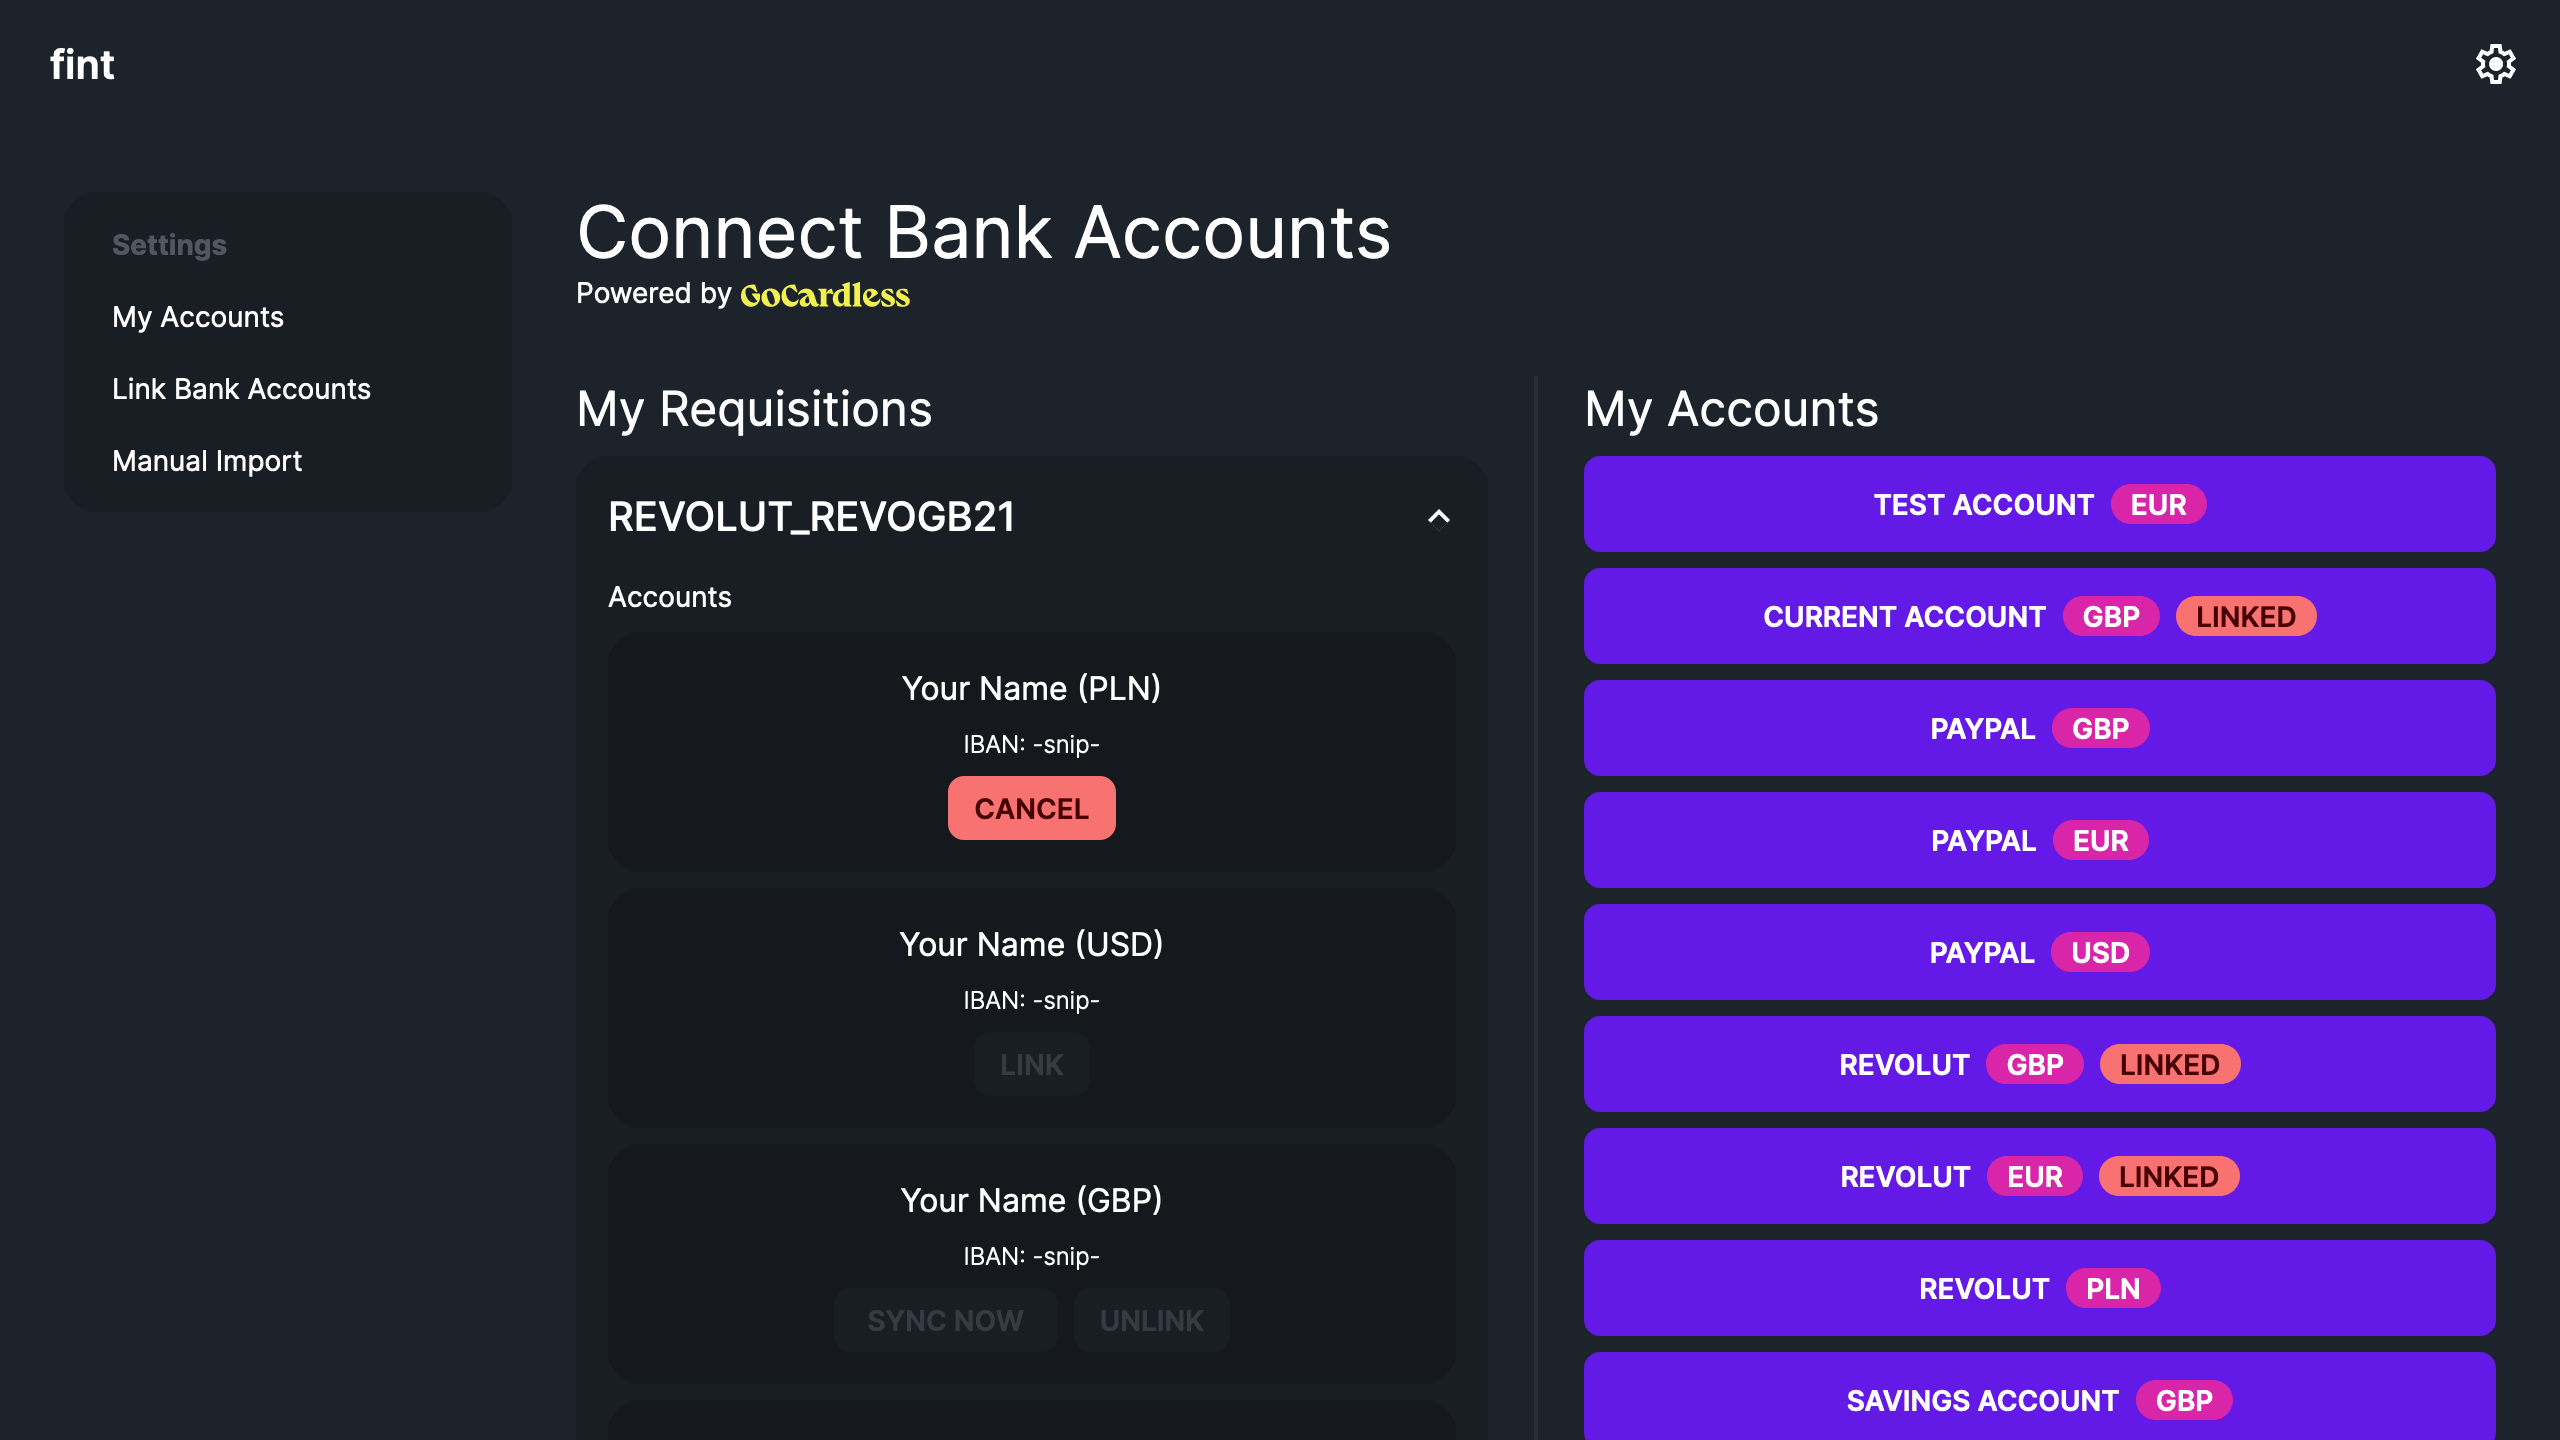 fint
Settings
My Accounts
Link Bank Accounts
Manual Import
Connect Bank Accounts
Powered by GoCardless
My Requisitions
REVOLUT_REVOGB21
Accounts
Your Name (PLN)
IBAN: -snip-
CANCEL
Your Name (USD)
IBAN: -snip-
LINK
Your Name (GBP)
IBAN: -snip-
SYNC NOW UNLINK
My Accounts
TEST ACCOUNT EUR
CURRENT ACCOUNT GBP LINKED
PAYPAL GBP
PAYPAL EUR
PAYPAL USD
REVOLUT GBP LINKED
REVOLUT EUR LINKED
REVOLUT PLN
SAVINGS ACCOUNT GBP